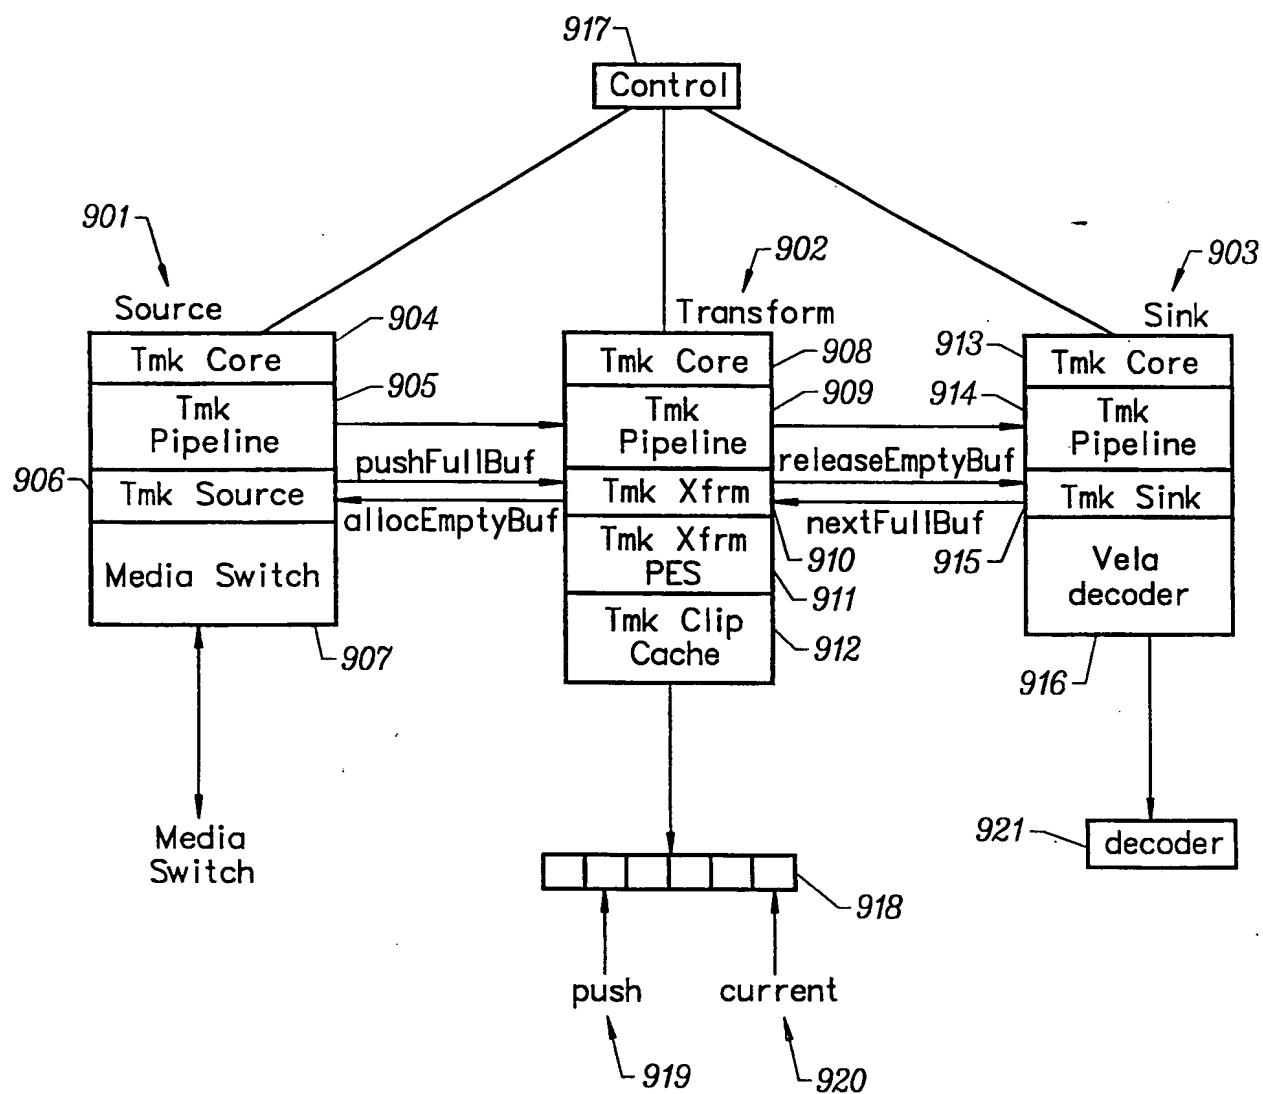 917
Control
901
902
903
Source
Transform
Sink
904
908
913
Tmk Core
Tmk Core
Tmk Core
905
909
914
Tmk
Pipeline
Tmk
Pipeline
Tmk
Pipeline
pushFullBuf
releaseEmptyBuf
906
Tmk Source
Tmk Xfrm
Tmk Sink
allocEmptyBuf
nextFullBuf
910
915
Media Switch
Tmk Xfrm
PES
Vela
decoder
911
907
Tmk Clip
Cache
912
916
Media
Switch
921
decoder
918
push
current
919
920